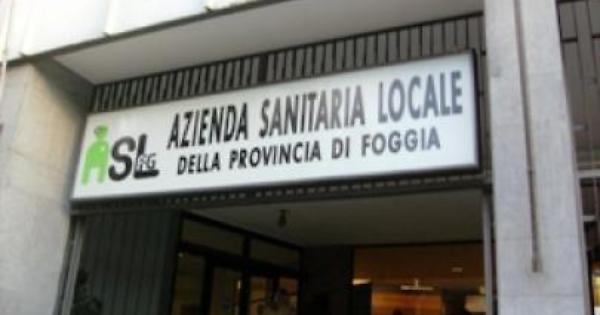 ASL FG
AZIENDA SANITARIA LOCALE
DELLA PROVINCIA DI FOGGIA